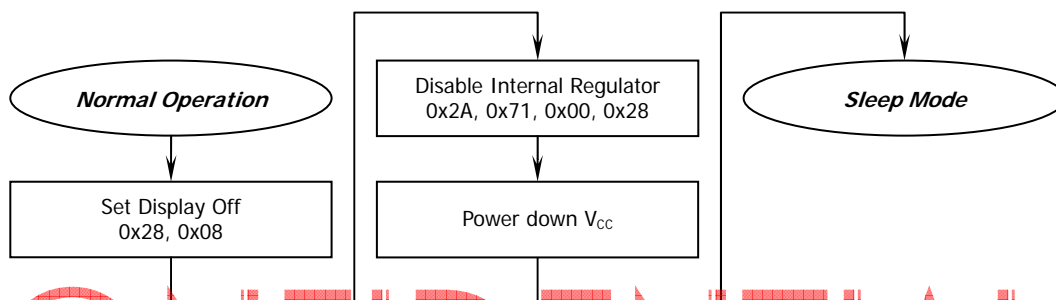 Normal Operation
Set Display Off
0x28, 0x08
Disable Internal Regulator
0x2A, 0x71, 0x00, 0x28
Power down VCC
Sleep Mode